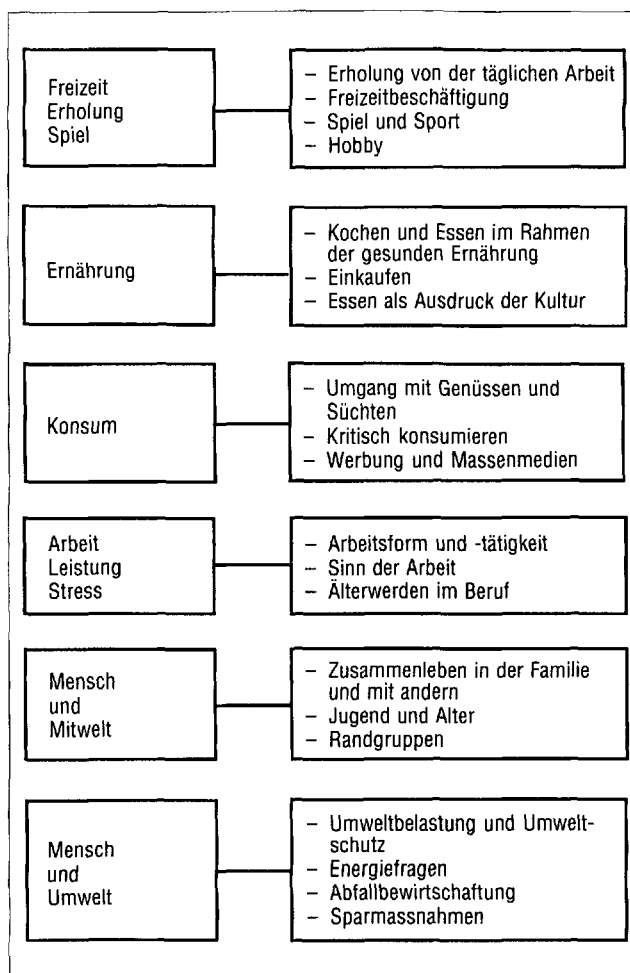 Freizeit
Erholung
Spiel
– Erholung von der täglichen Arbeit
– Freizeitbeschäftigung
– Spiel und Sport
– Hobby
Ernährung
– Kochen und Essen im Rahmen
der gesunden Ernährung
– Einkaufen
– Essen als Ausdruck der Kultur
Konsum
– Umgang mit Genüssen und
Süchten
– Kritisch konsumieren
– Werbung und Massenmedien
Arbeit
Leistung
Stress
– Arbeitsform und -tätigkeit
– Sinn der Arbeit
– Älterwerden im Beruf
Mensch
und
Mitwelt
– Zusammenleben in der Familie
und mit andern
– Jugend und Alter
– Randgruppen
Mensch
und
Umwelt
– Umweltbelastung und Umwelt-
schutz
– Energiefragen
– Abfallbewirtschaftung
– Sparmassnahmen